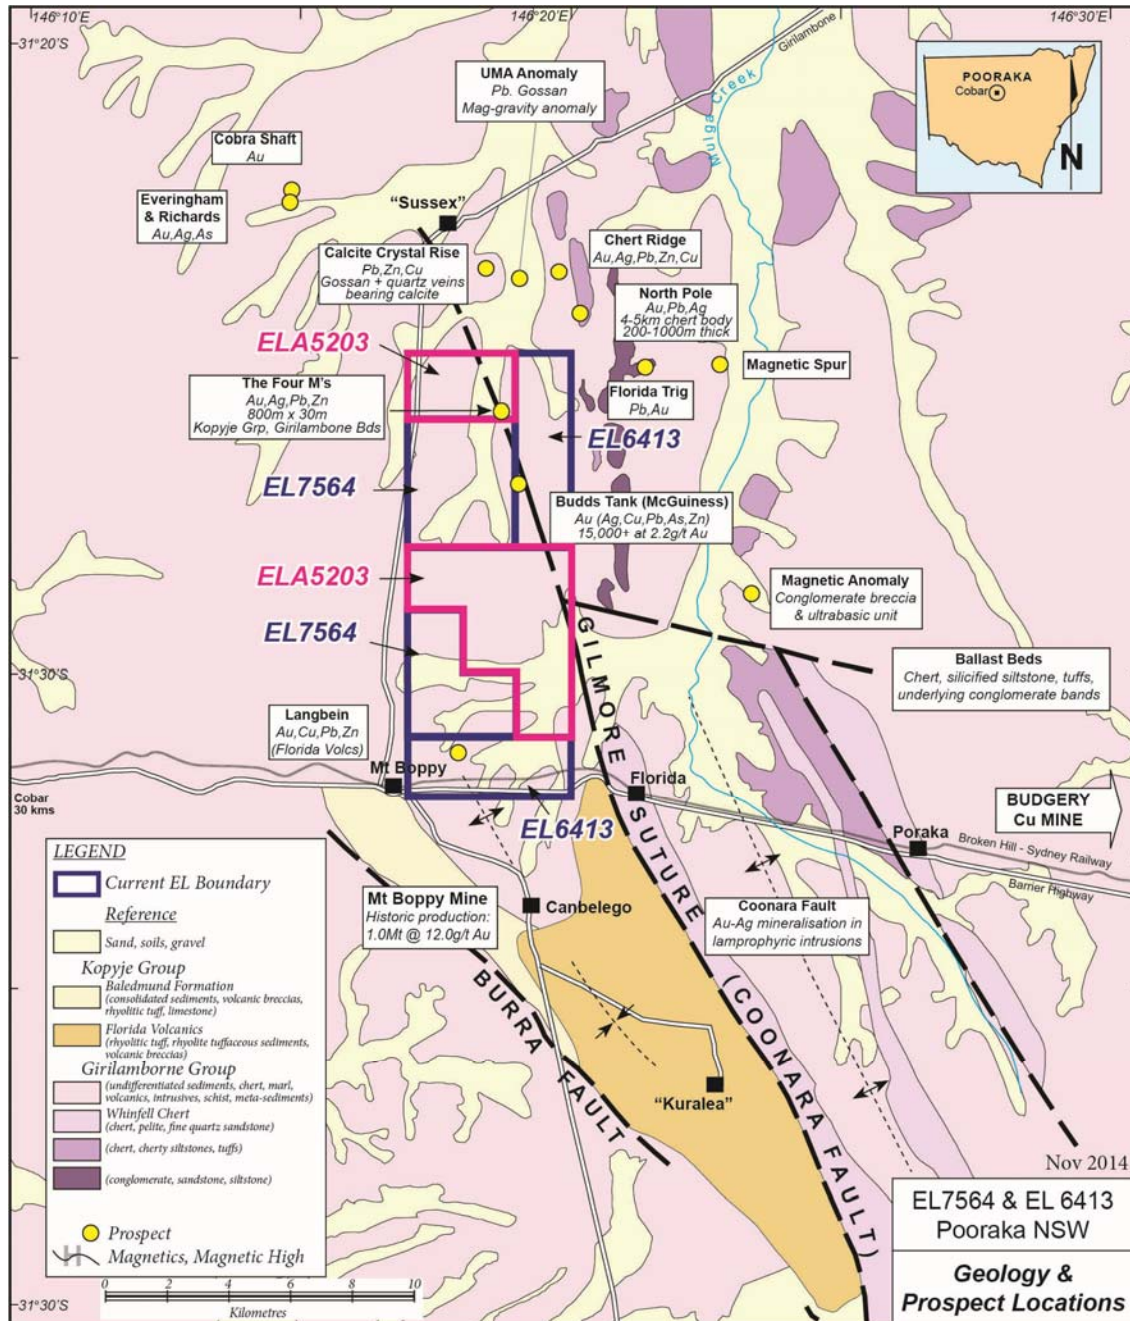 146°10'E
146°20'E
146°30'E
31°20'S
Girilambone
UMA Anomaly
Pb. Gossan
Mag-gravity anomaly
Mulga Creek
POORAKA
Cobar
N
Cobra Shaft
Au
Everingham
& Richards
Au,Ag,As
"Sussex"
Calcite Crystal Rise
Pb,Zn,Cu
Gossan + quartz veins
bearing calcite
Chert Ridge
Au,Ag,Pb,Zn,Cu
North Pole
Au,Pb,Ag
4-5km chert body
200-1000m thick
ELA5203
The Four M's
Au,Ag,Pb,Zn
800m x 30m
Kopyje Grp, Girilambone Bds
Magnetic Spur
Florida Trig
Pb,Au
EL6413
EL7564
Budds Tank (McGuiness)
Au (Ag,Cu,Pb,As,Zn)
15,000+ at 2.2g/t Au
ELA5203
Magnetic Anomaly
Conglomerate breccia
& ultrabasic unit
EL7564
31°30'S
Ballast Beds
Chert, silicified siltstone, tuffs,
underlying conglomerate bands
Langbein
Au,Cu,Pb,Zn
(Florida Volcs)
Mt Boppy
Florida
Cobar
30 kms
EL6413
BUDGERY
Cu MINE
Poraka
Broken Hill - Sydney Railway
Barrier Highway
GILMORE SUTURE (COONARA FAULT)
Mt Boppy Mine
Historic production:
1.0Mt @ 12.0g/t Au
Canbelego
Coonara Fault
Au-Ag mineralisation in
lamprophyric intrusions
BURRA FAULT
"Kuralea"
LEGEND
Current EL Boundary
Reference
Sand, soils, gravel
Kopyje Group
Baledmund Formation
(consolidated sediments, volcanic breccias,
rhyolitic tuff, limestone)
Florida Volcanics
(rhyolitic tuff, rhyolite tuffaceous sediments,
volcanic breccias)
Girilamborne Group
(undifferentiated sediments, chert, marl,
volcanics, intrusives, schist, meta-sediments)
Whinfell Chert
(chert, pelite, fine quartz sandstone)
(chert, cherty siltstones, tuffs)
(conglomerate, sandstone, siltstone)
Prospect
H
Magnetics, Magnetic High
0 2 4 6 8 10
Kilometres
31°30'S
Nov 2014
EL7564 & EL 6413
Pooraka NSW
Geology &
Prospect Locations